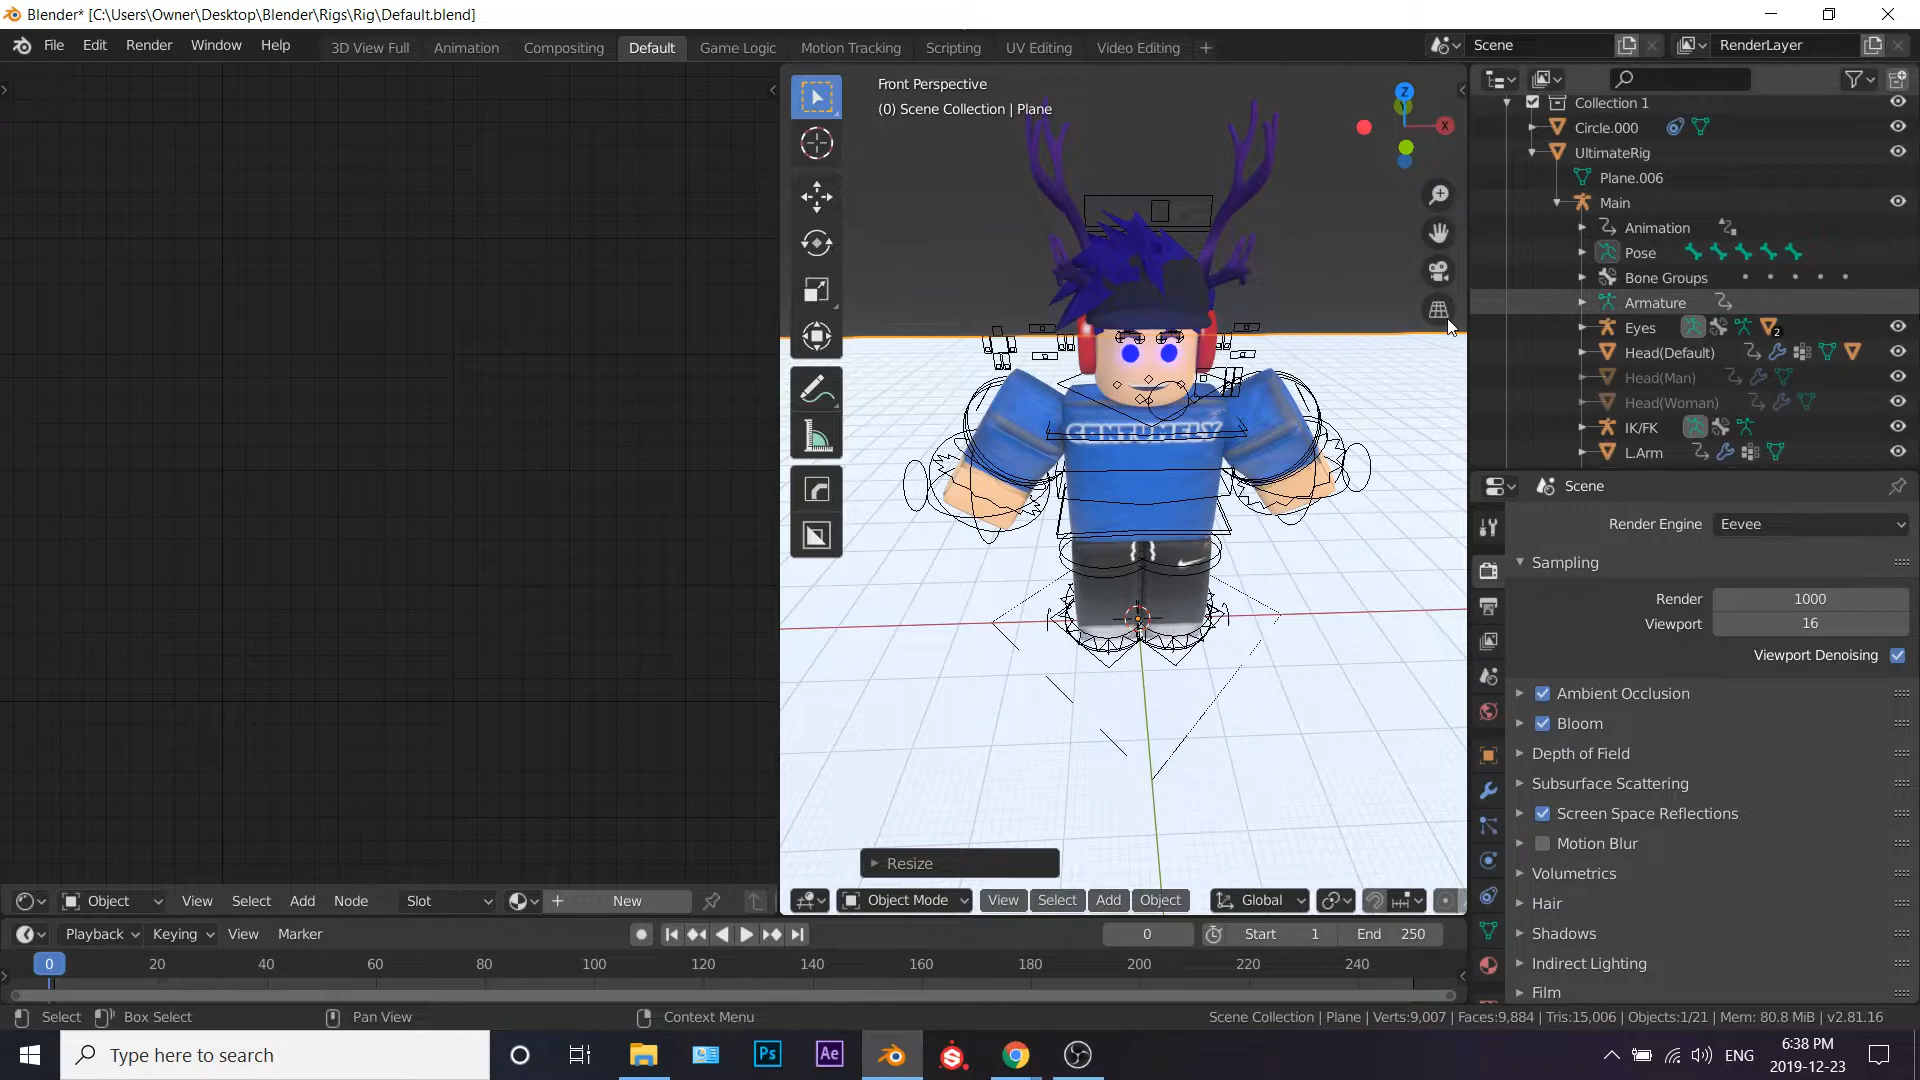 Blender* [C:\Users\Owner\Desktop\Blender\Rigs\Rig\Default.blend]
File Edit Render Window Help 3D View Full Animation Compositing Default Game Logic Motion Tracking Scripting UV Editing Video Editing + Scene RenderLayer
Front Perspective
(0) Scene Collection | Plane
Z
X
Collection 1
Circle.000
UltimateRig
Plane.006
Main
Animation
Pose
Bone Groups
Armature
Eyes 2
Head(Default)
Head(Man)
Head(Woman)
IK/FK
L.Arm
SENTUMELY
Scene
Render Engine Eevee
Sampling
Render 1000
Viewport 16
Viewport Denoising
Ambient Occlusion
Bloom
Depth of Field
Subsurface Scattering
Screen Space Reflections
Motion Blur
Volumetrics
Hair
Shadows
Indirect Lighting
Film
Resize
Object View Select Add Node Slot + New
Object Mode View Select Add Object Global
Playback Keying View Marker 0 Start 1 End 250
0 20 40 60 80 100 120 140 160 180 200 220 240
Select Box Select Pan View Context Menu Scene Collection | Plane | Verts:9,007 | Faces:9,884 | Tris:15,006 | Objects:1/21 | Mem: 80.8 MiB | v2.81.16
Type here to search
Ps
Ae
ENG
6:38 PM
2019-12-23